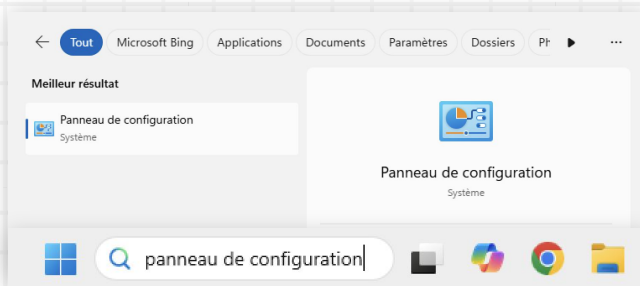 Tout Microsoft Bing Applications Documents Paramètres Dossiers Ph
Meilleur résultat
Panneau de configuration
Système
Panneau de configuration
Système
panneau de configuration